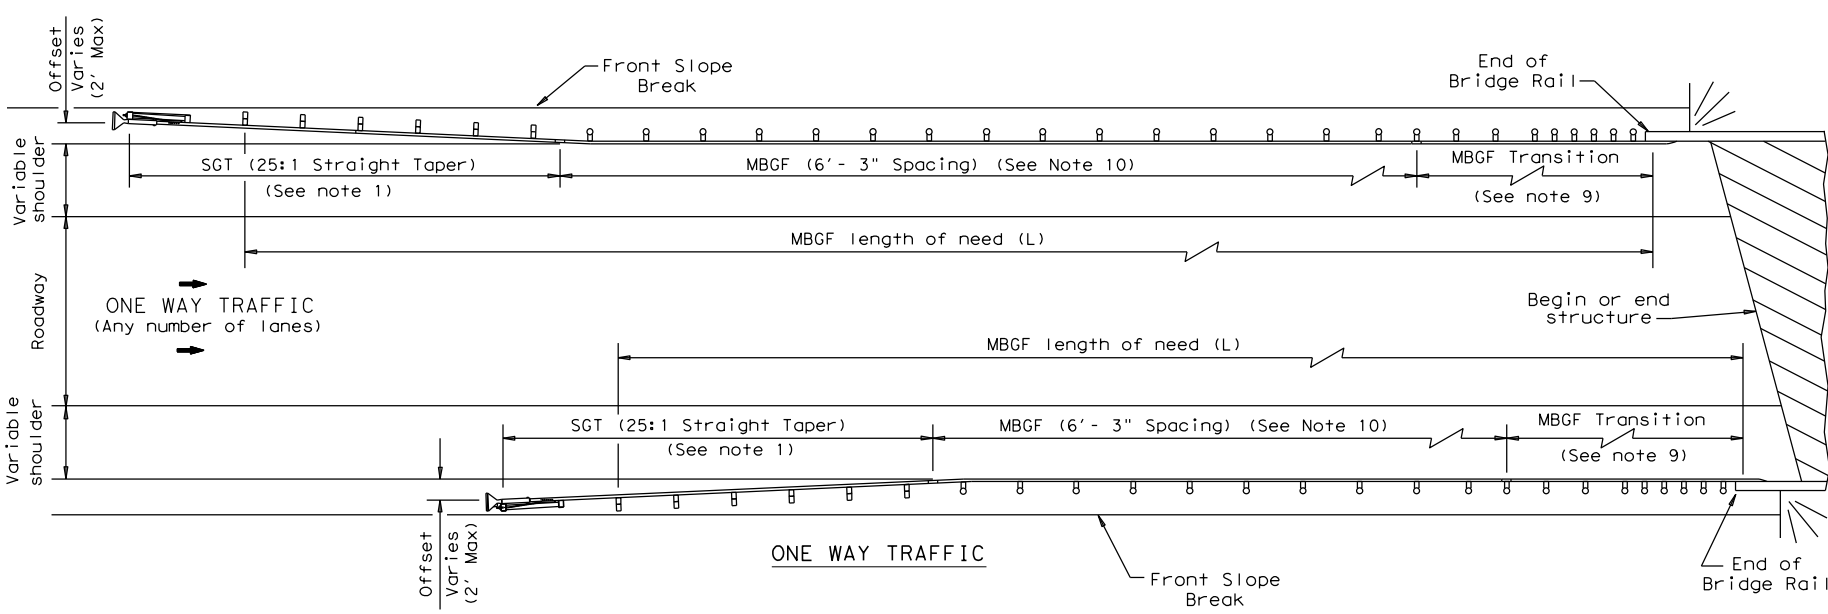 Offset
Varies
(2' Max)
Front Slope
Break
End of
Bridge Rail
Variable
shoulder
SGT (25:1 Straight Taper)
(See note 1)
MBGF (6'- 3" Spacing) (See Note 10)
MBGF Transition
(See note 9)
MBGF length of need (L)
Roadway
ONE WAY TRAFFIC
(Any number of lanes)
Begin or end
structure
MBGF length of need (L)
Variable
shoulder
SGT (25:1 Straight Taper)
(See note 1)
MBGF (6'- 3" Spacing) (See Note 10)
MBGF Transition
(See note 9)
Offset
Varies
(2' Max)
ONE WAY TRAFFIC
Front Slope
Break
End of
Bridge Rail